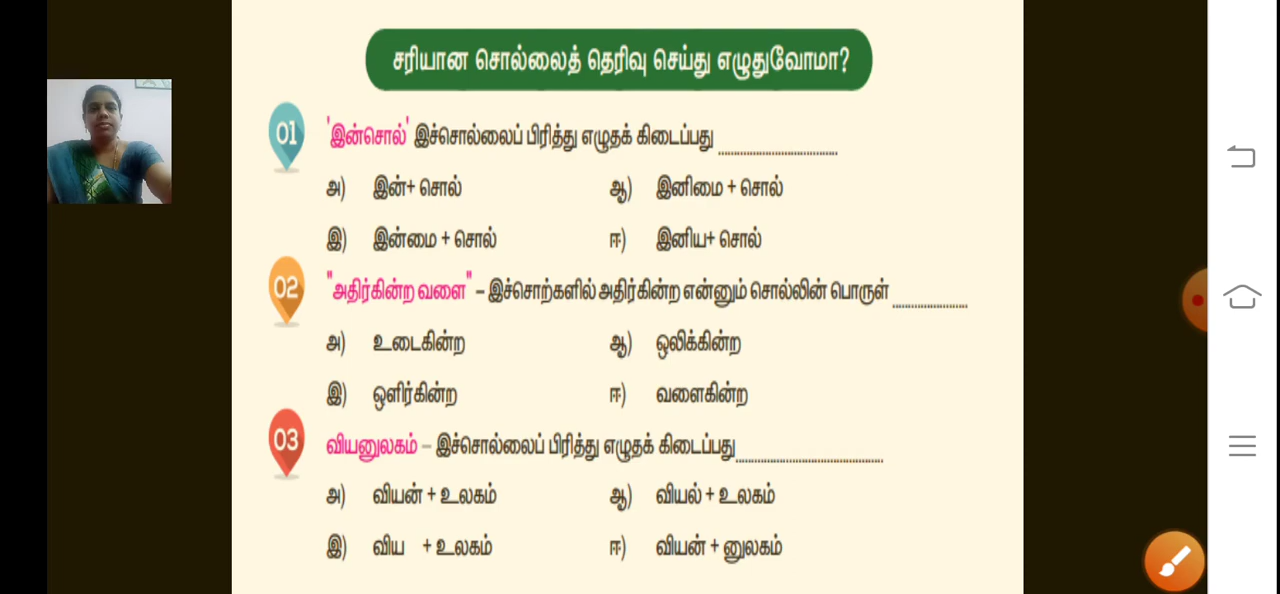 சரியான சொல்லைத் தெரிவு செய்து எழுதுவோமா?
01 'இன்சொல்' இச்சொல்லைப் பிரித்து எழுதக் கிடைப்பது ........................
அ) இன்+ சொல் ஆ) இனிமை + சொல்
இ) இன்மை + சொல் ஈ) இனிய+ சொல்
02 "அதிர்கின்ற வளை" – இச்சொற்களில் அதிர்கின்ற என்னும் சொல்லின் பொருள் ................
அ) உடைகின்ற ஆ) ஒலிக்கின்ற
இ) ஒளிர்கின்ற ஈ) வளைகின்ற
03 வியனுலகம் – இச்சொல்லைப் பிரித்து எழுதக் கிடைப்பது........................
அ) வியன் + உலகம் ஆ) வியல் + உலகம்
இ) விய + உலகம் ஈ) வியன் + னுலகம்